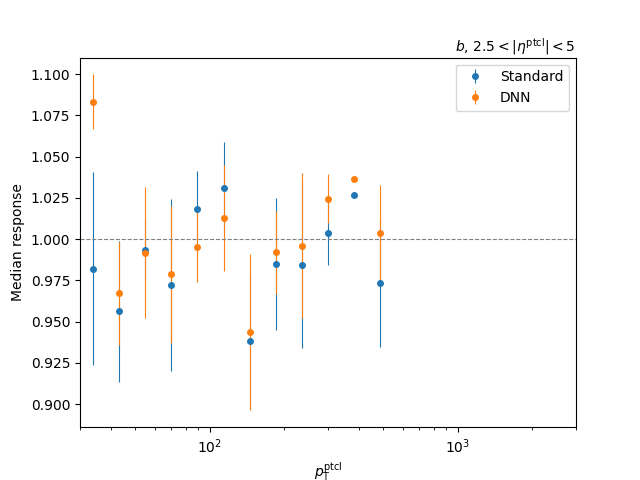 b, 2.5 < |η^ptcl| < 5
Standard
DNN
1.100
1.075
1.050
1.025
1.000
0.975
0.950
0.925
0.900
Median response
10^2
10^3
p_T^ptcl